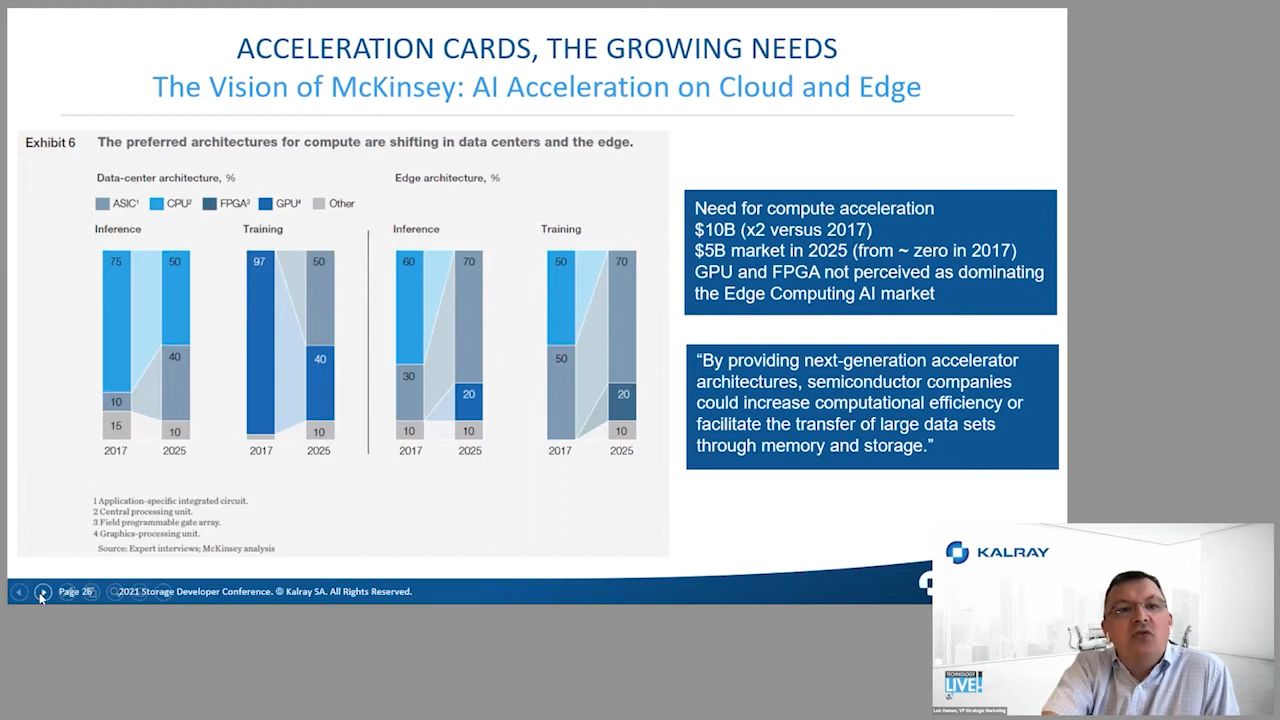 ACCELERATION CARDS, THE GROWING NEEDS
The Vision of McKinsey: AI Acceleration on Cloud and Edge
Exhibit 6
The preferred architectures for compute are shifting in data centers and the edge.
Data-center architecture, %
Edge architecture, %
ASIC¹ CPU² FPGA³ GPU⁴ Other
Inference
Training
Inference
Training
75 50 97 50 60 70 50 70
40 40 50
10 30 20 20
15 10 10 10 10 10
2017 2025 2017 2025 2017 2025 2017 2025
1 Application-specific integrated circuit.
2 Central processing unit.
3 Field programmable gate array.
4 Graphics-processing unit.
Source: Expert interviews; McKinsey analysis
Need for compute acceleration
$10B (x2 versus 2017)
$5B market in 2025 (from ~ zero in 2017)
GPU and FPGA not perceived as dominating
the Edge Computing AI market
“By providing next-generation accelerator
architectures, semiconductor companies
could increase computational efficiency or
facilitate the transfer of large data sets
through memory and storage.”
Page 26
2021 Storage Developer Conference. © Kalray SA. All Rights Reserved.
KALRAY
TECHNOLOGY
LIVE!
VP Strategic Marketing